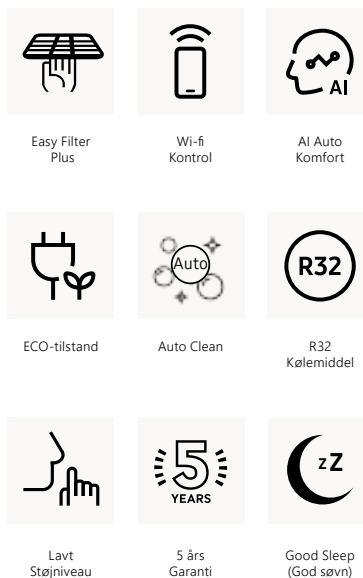 AI
Easy Filter
Plus
Wi-fi
Kontrol
AI Auto
Komfort
Auto
R32
ECO-tilstand
Auto Clean
R32
Kølemiddel
5
YEARS
zZ
Lavt
Støjniveau
5 års
Garanti
Good Sleep
(God søvn)